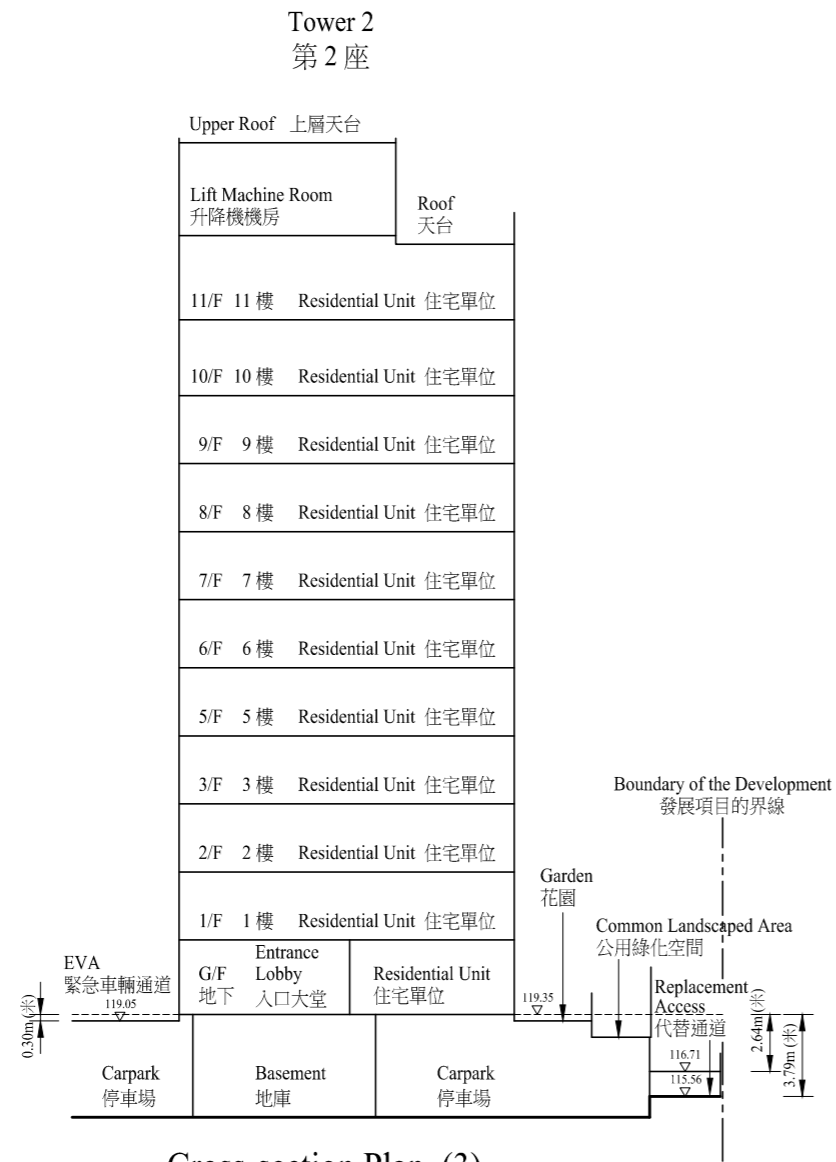 Tower 2
第 2 座
Upper Roof 上層天台
Lift Machine Room
升降機機房
Roof
天台
11/F 11 樓 Residential Unit 住宅單位
10/F 10 樓 Residential Unit 住宅單位
9/F 9 樓 Residential Unit 住宅單位
8/F 8 樓 Residential Unit 住宅單位
7/F 7 樓 Residential Unit 住宅單位
6/F 6 樓 Residential Unit 住宅單位
5/F 5 樓 Residential Unit 住宅單位
3/F 3 樓 Residential Unit 住宅單位
2/F 2 樓 Residential Unit 住宅單位
1/F 1 樓 Residential Unit 住宅單位
Boundary of the Development
發展項目的界線
Garden
花園
Common Landscaped Area
公用綠化空間
EVA
緊急車輛通道
119.05
0.30m (米)
G/F
地下
Entrance
Lobby
入口大堂
Residential Unit
住宅單位
119.35
Replacement
Access
代替通道
116.71
115.56
2.64m (米)
3.79m (米)
Carpark
停車場
Basement
地庫
Carpark
停車場